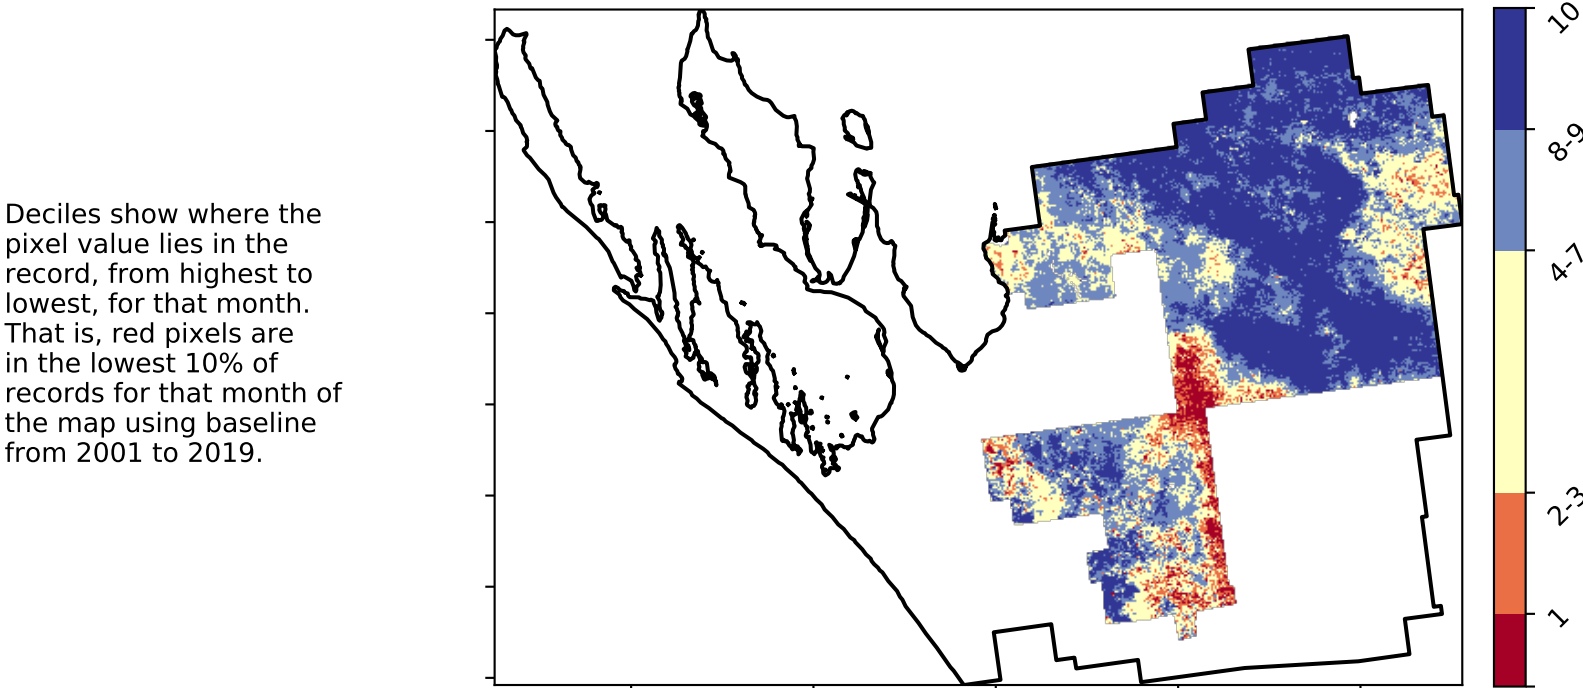 Deciles show where the
pixel value lies in the
record, from highest to
lowest, for that month.
That is, red pixels are
in the lowest 10% of
records for that month of
the map using baseline
from 2001 to 2019.
10
8-9
4-7
2-3
1